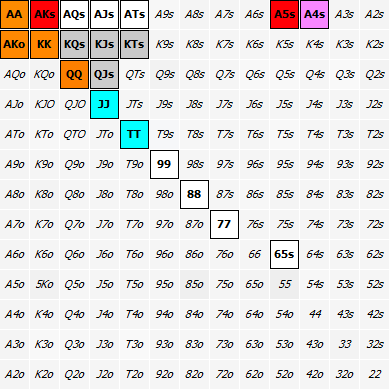 AA AKs AQs AJs ATs A9s A8s A7s A6s A5s A4s A3s A2s
AKo KK KQs KJs KTs K9s K8s K7s K6s K5s K4s K3s K2s
AQo KQo QQ QJs QTs Q9s Q8s Q7s Q6s Q5s Q4s Q3s Q2s
AJo KJO QJO JJ JTs J9s J8s J7s J6s J5s J4s J3s J2s
ATo KTo QTO JTo TT T9s T8s T7s T6s T5s T4s T3s T2s
A9o K9o Q9o J9o T9o 99 98s 97s 96s 95s 94s 93s 92s
A8o K8o Q8o J8o T8o 98o 88 87s 86s 85s 84s 83s 82s
A7o K7o Q7o J7o T7o 97o 87o 77 76s 75s 74s 73s 72s
A6o K6o Q6o J6o T6o 96o 86o 76o 66 65s 64s 63s 62s
A5o 5Ko Q5o J5o T5o 95o 85o 75o 65o 55 54s 53s 52s
A4o K4o Q4o J4o T4o 94o 84o 74o 64o 54o 44 43s 42s
A3o K3o Q3o J3o T3o 93o 83o 73o 63o 53o 43o 33 32s
A2o K2o Q2o J2o T2o 92o 82o 72o 62o 52o 42o 32o 22